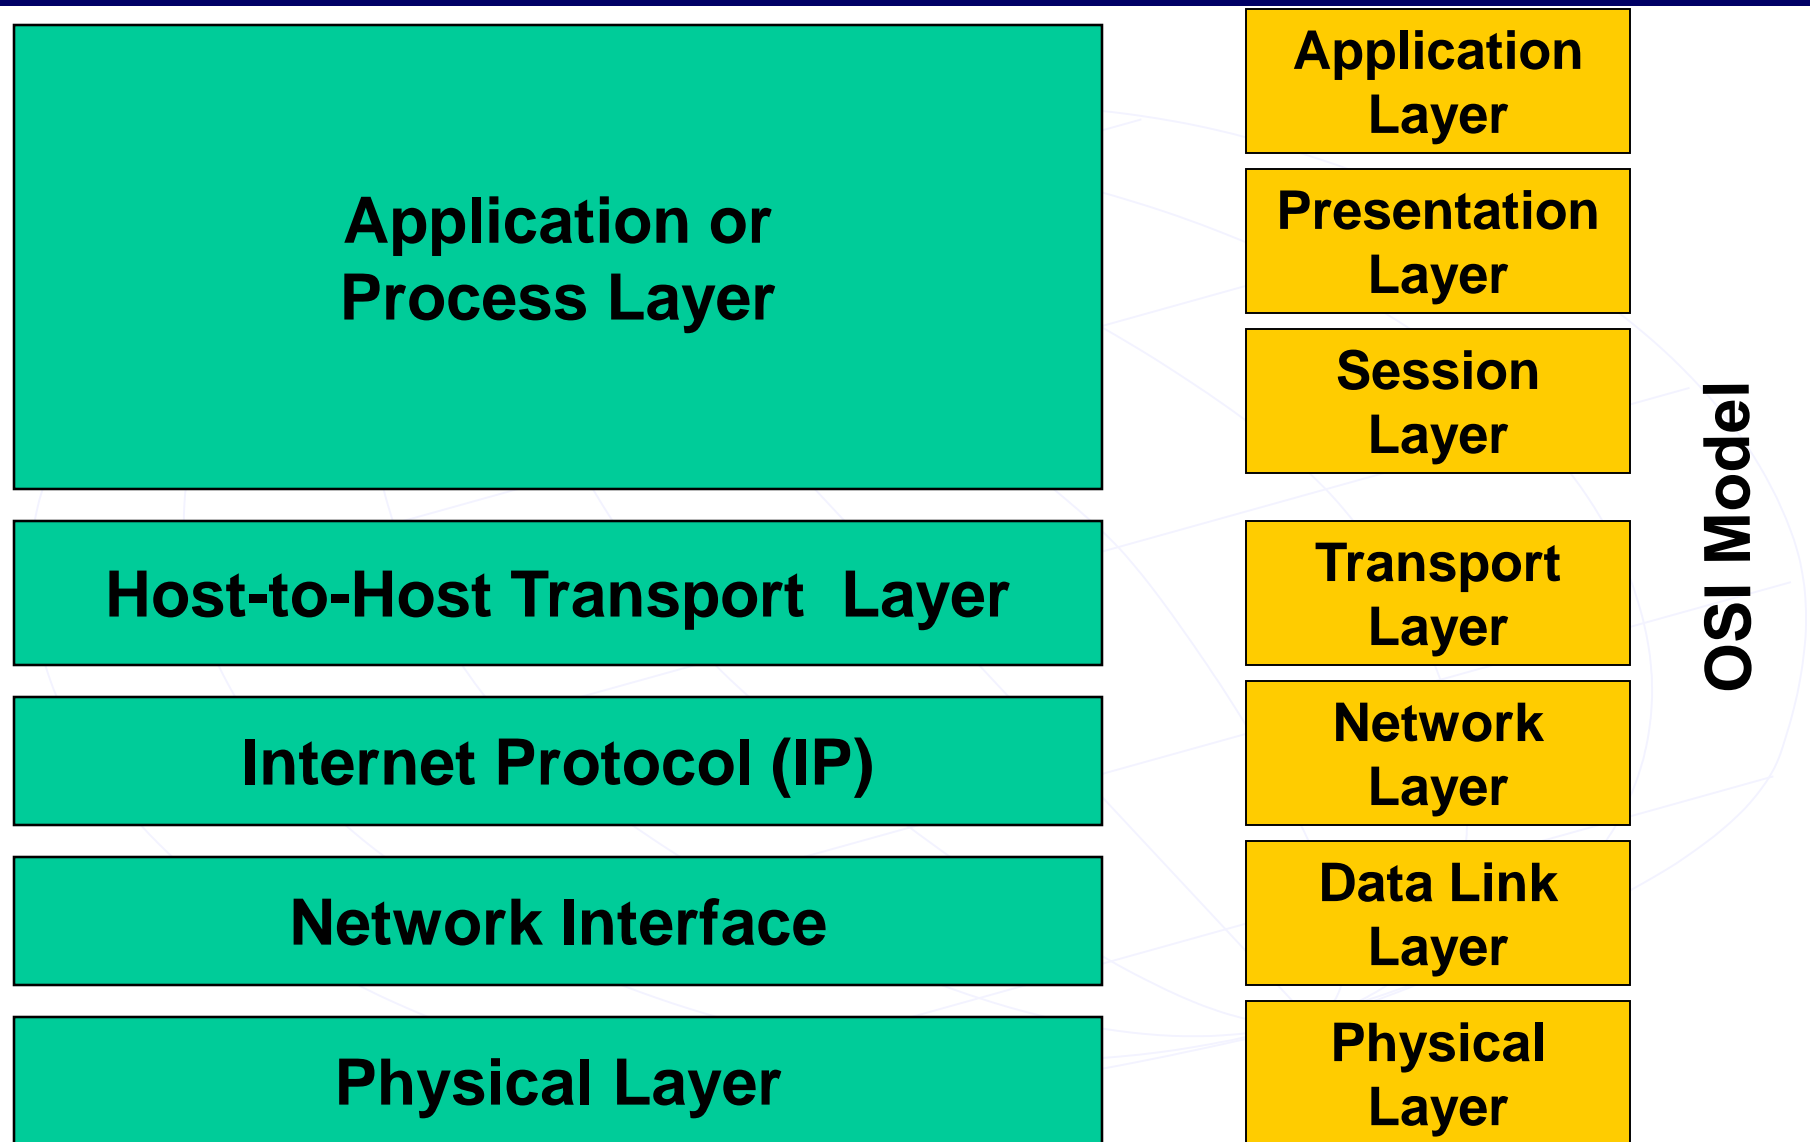 Application or
Process Layer
Host-to-Host Transport  Layer
Internet Protocol (IP)
Network Interface
Physical Layer
Application
Layer
Presentation
Layer
Session
Layer
Transport
Layer
Network
Layer
Data Link
Layer
Physical
Layer
OSI Model